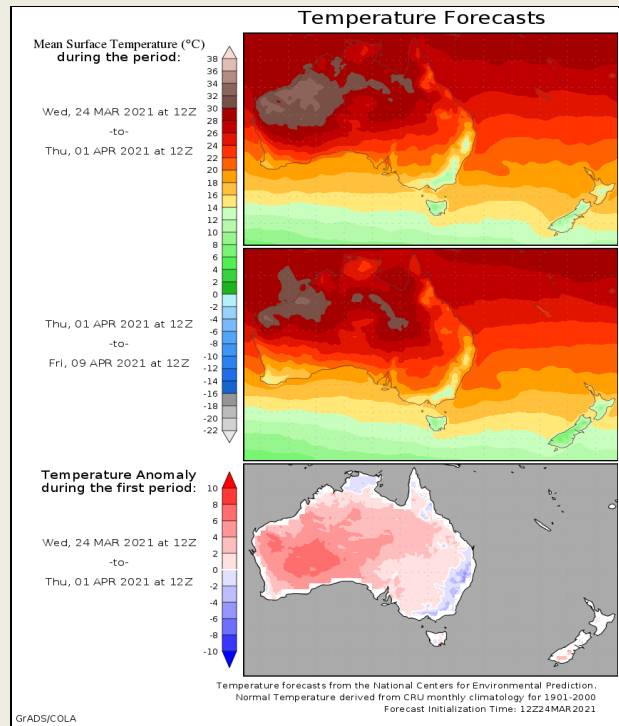 Temperature Forecasts
Mean Surface Temperature (°C)
during the period:
Wed, 24 MAR 2021 at 12Z
-to-
Thu, 01 APR 2021 at 12Z
38
36
34
32
30
28
26
24
22
20
18
16
14
12
10
8
6
4
2
0
-2
-4
-6
-8
-10
-12
-14
-16
-18
-20
-22
Thu, 01 APR 2021 at 12Z
-to-
Fri, 09 APR 2021 at 12Z
Temperature Anomaly
during the first period:
Wed, 24 MAR 2021 at 12Z
-to-
Thu, 01 APR 2021 at 12Z
10
8
6
4
2
0
-2
-4
-6
-8
-10
Temperature forecasts from the National Centers for Environmental Prediction.
Normal Temperature derived from CRU monthly climatology for 1901-2000
Forecast Initialization Time: 12Z24MAR2021
GrADS/COLA